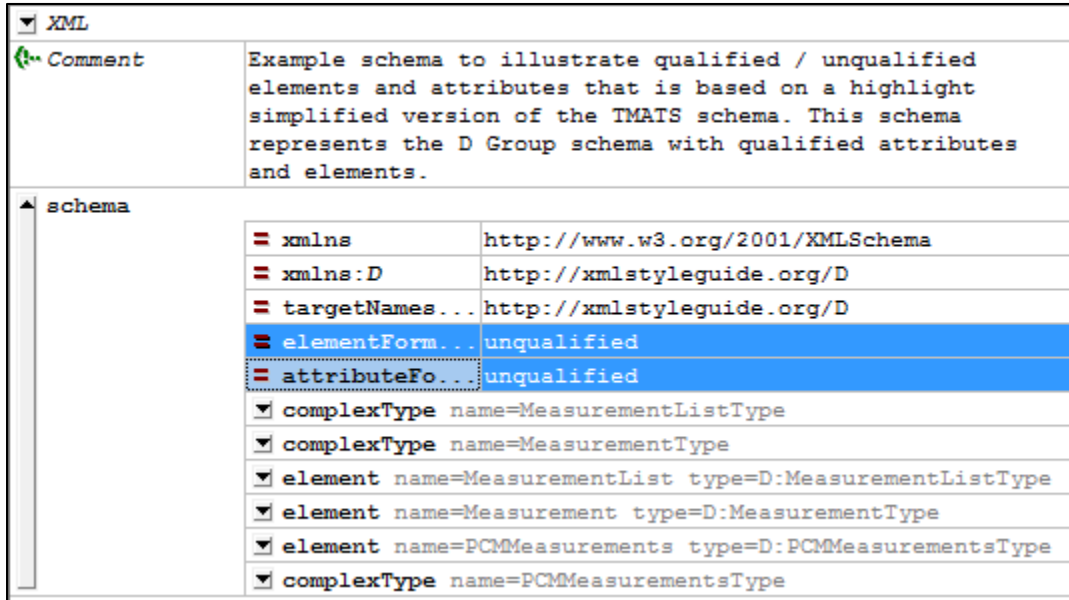 XML
Comment
Example schema to illustrate qualified / unqualified
elements and attributes that is based on a highlight
simplified version of the TMATS schema. This schema
represents the D Group schema with qualified attributes
and elements.
schema
xmlns http://www.w3.org/2001/XMLSchema
xmlns:D http://xmlstyleguide.org/D
targetNames... http://xmlstyleguide.org/D
elementForm... unqualified
attributeFo... unqualified
complexType name=MeasurementListType
complexType name=MeasurementType
element name=MeasurementList type=D:MeasurementListType
element name=Measurement type=D:MeasurementType
element name=PCMMeasurements type=D:PCMMeasurementsType
complexType name=PCMMeasurementsType